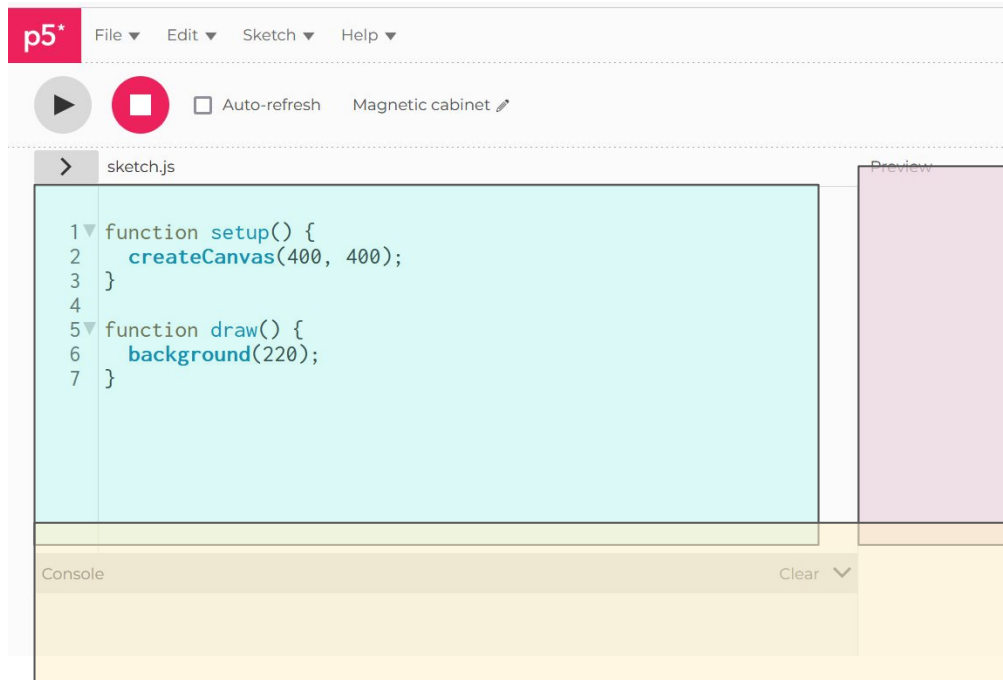 p5* File Edit Sketch Help
Auto-refresh Magnetic cabinet
sketch.js Preview
1 function setup() {
2 createCanvas(400, 400);
3 }
4
5 function draw() {
6 background(220);
7 }
Console Clear